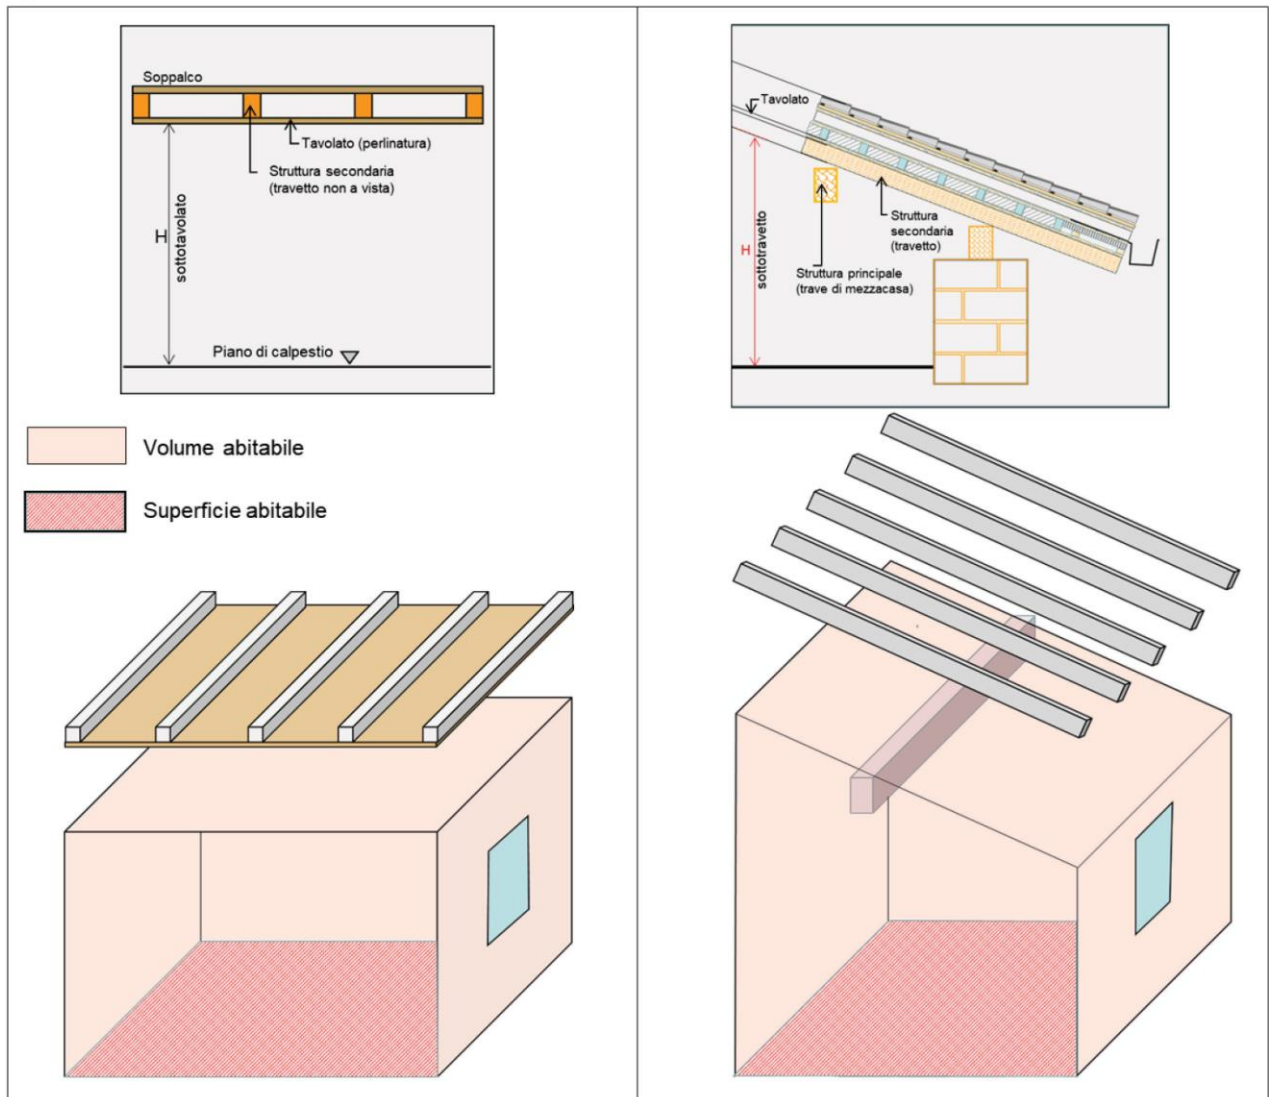 Soppalco
Tavolato (perlinatura)
Struttura secondaria
(travetto non a vista)
H
sottotavolato
Piano di calpestio
Tavolato
Struttura
secondaria
(travetto)
Struttura principale
(trave di mezzacasa)
H
sottotravetto
Volume abitabile
Superficie abitabile